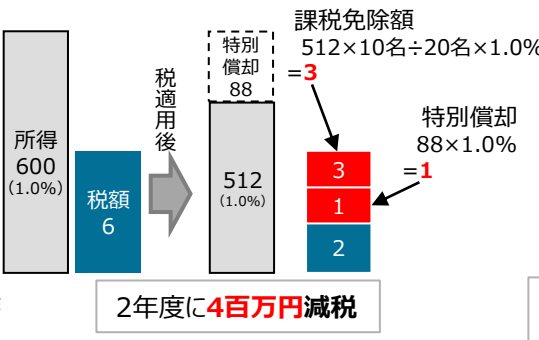 課税免除額
512×10名÷20名×1.0%
=3
特別
償却
88
税適用後
特別償却
88×1.0%
=1
所得
600
(1.0%)
税額
6
512
(1.0%)
3
1
2
2年度に4百万円減税